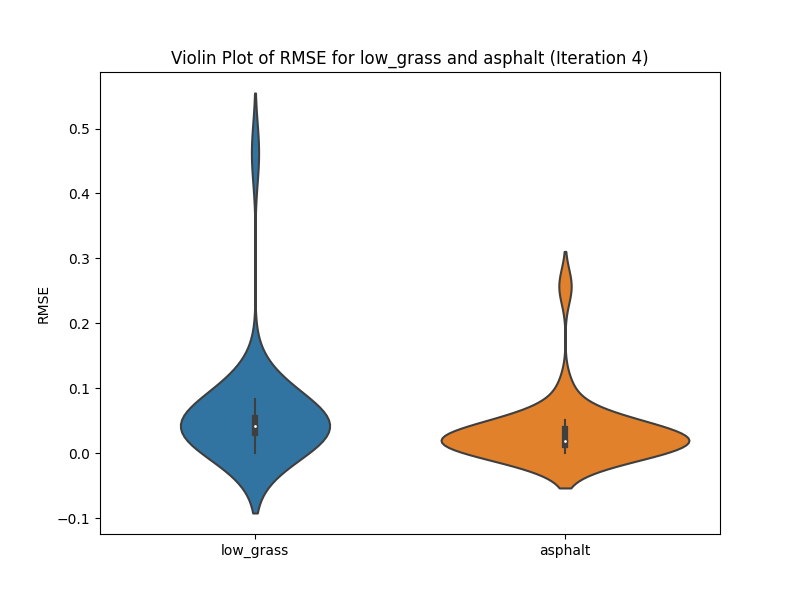 Violin Plot of RMSE for low_grass and asphalt (Iteration 4)
0.5
0.4
0.3
0.2
0.1
0.0
−0.1
RMSE
low_grass asphalt